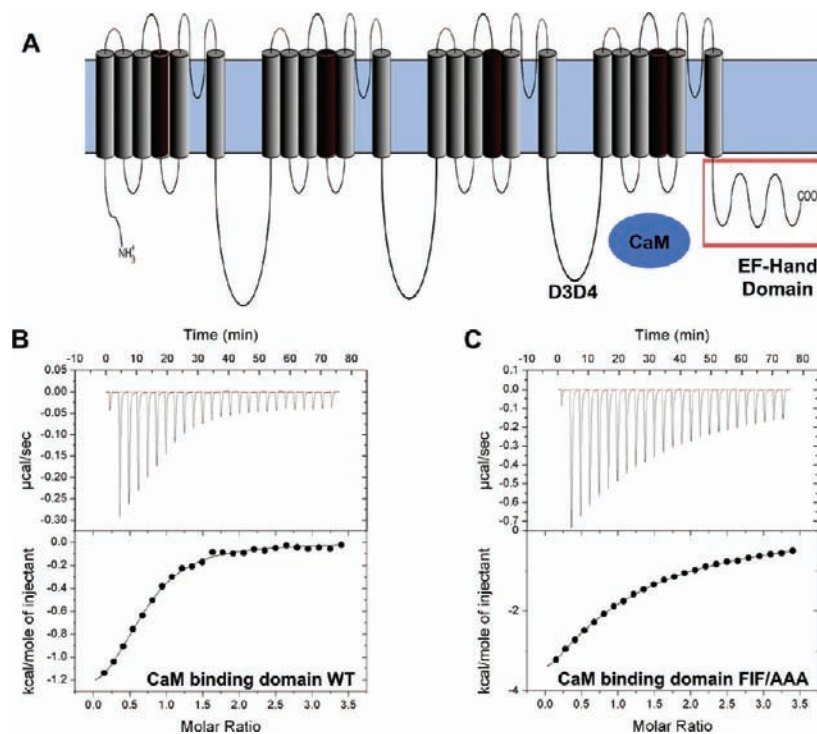 A
NH3+
D3D4
CaM
COO
EF-Hand
Domain
B
Time (min)
-10 0 10 20 30 40 50 60 70 80
0.05
0.00
-0.05
-0.10
-0.15
-0.20
-0.25
-0.30
µcal/sec
0.0
-0.2
-0.4
-0.6
-0.8
-1.0
-1.2
kcal/mole of injectant
CaM binding domain WT
0.0 0.5 1.0 1.5 2.0 2.5 3.0 3.5
Molar Ratio
C
Time (min)
-10 0 10 20 30 40 50 60 70 80
0.1
0.0
-0.1
-0.2
-0.3
-0.4
-0.5
-0.6
-0.7
0
µcal/sec
-2
-4
kcal/mole of injectant
CaM binding domain FIF/AAA
0.0 0.5 1.0 1.5 2.0 2.5 3.0 3.5
Molar Ratio